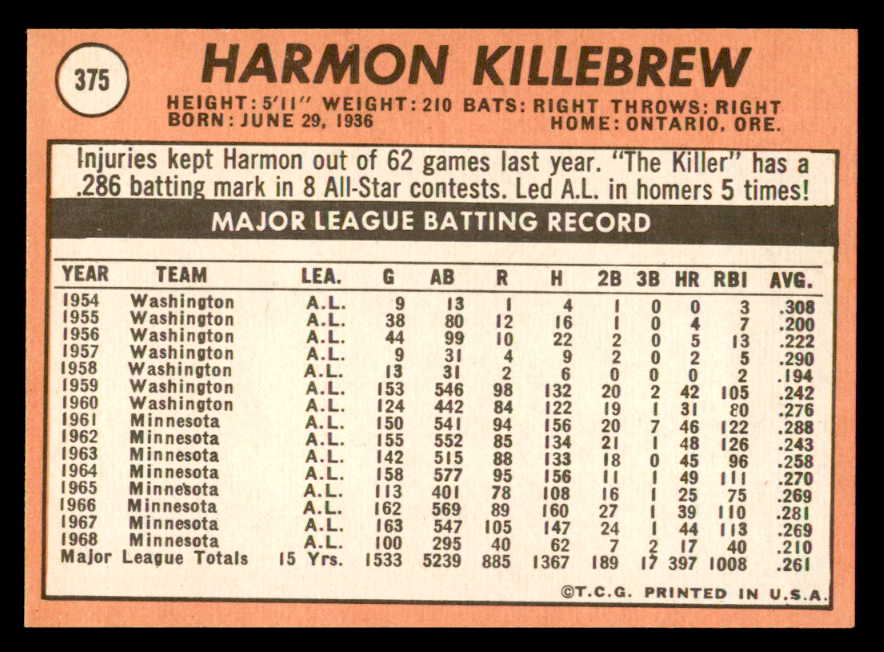 375
HARMON KILLEBREW
HEIGHT: 5'11" WEIGHT: 210 BATS: RIGHT THROWS: RIGHT
BORN: JUNE 29, 1936 HOME: ONTARIO, ORE.
Injuries kept Harmon out of 62 games last year. "The Killer" has a
.286 batting mark in 8 All-Star contests. Led A.L. in homers 5 times!
MAJOR LEAGUE BATTING RECORD
YEAR TEAM LEA. G AB R H 2B 3B HR RBI AVG.
1954 Washington A.L. 9 13 1 4 1 0 0 3 .308
1955 Washington A.L. 38 80 12 16 1 0 4 7 .200
1956 Washington A.L. 44 99 10 22 2 0 5 13 .222
1957 Washington A.L. 9 31 4 9 2 0 2 5 .290
1958 Washington A.L. 13 31 2 6 0 0 0 2 .194
1959 Washington A.L. 153 546 98 132 20 2 42 105 .242
1960 Washington A.L. 124 442 84 122 19 1 31 80 .276
1961 Minnesota A.L. 150 541 94 156 20 7 46 122 .288
1962 Minnesota A.L. 155 552 85 134 21 1 48 126 .243
1963 Minnesota A.L. 142 515 88 133 18 0 45 96 .258
1964 Minnesota A.L. 158 577 95 156 11 1 49 111 .270
1965 Minnesota A.L. 113 401 78 108 16 1 25 75 .269
1966 Minnesota A.L. 162 569 89 160 27 1 39 110 .281
1967 Minnesota A.L. 163 547 105 147 24 1 44 113 .269
1968 Minnesota A.L. 100 295 40 62 7 2 17 40 .210
Major League Totals 15 Yrs. 1533 5239 885 1367 189 17 397 1008 .261
©T.C.G. PRINTED IN U.S.A.